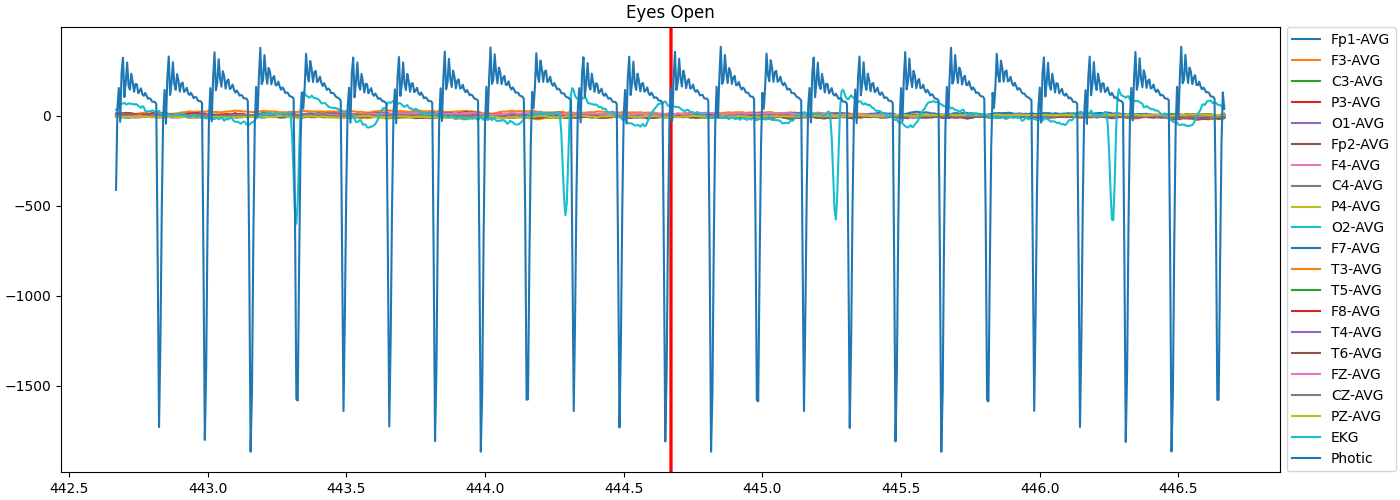 Eyes Open
0
−500
−1000
−1500
442.5
443.0
443.5
444.0
444.5
445.0
445.5
446.0
446.5
Fp1-AVG
F3-AVG
C3-AVG
P3-AVG
O1-AVG
Fp2-AVG
F4-AVG
C4-AVG
P4-AVG
O2-AVG
F7-AVG
T3-AVG
T5-AVG
F8-AVG
T4-AVG
T6-AVG
FZ-AVG
CZ-AVG
PZ-AVG
EKG
Photic